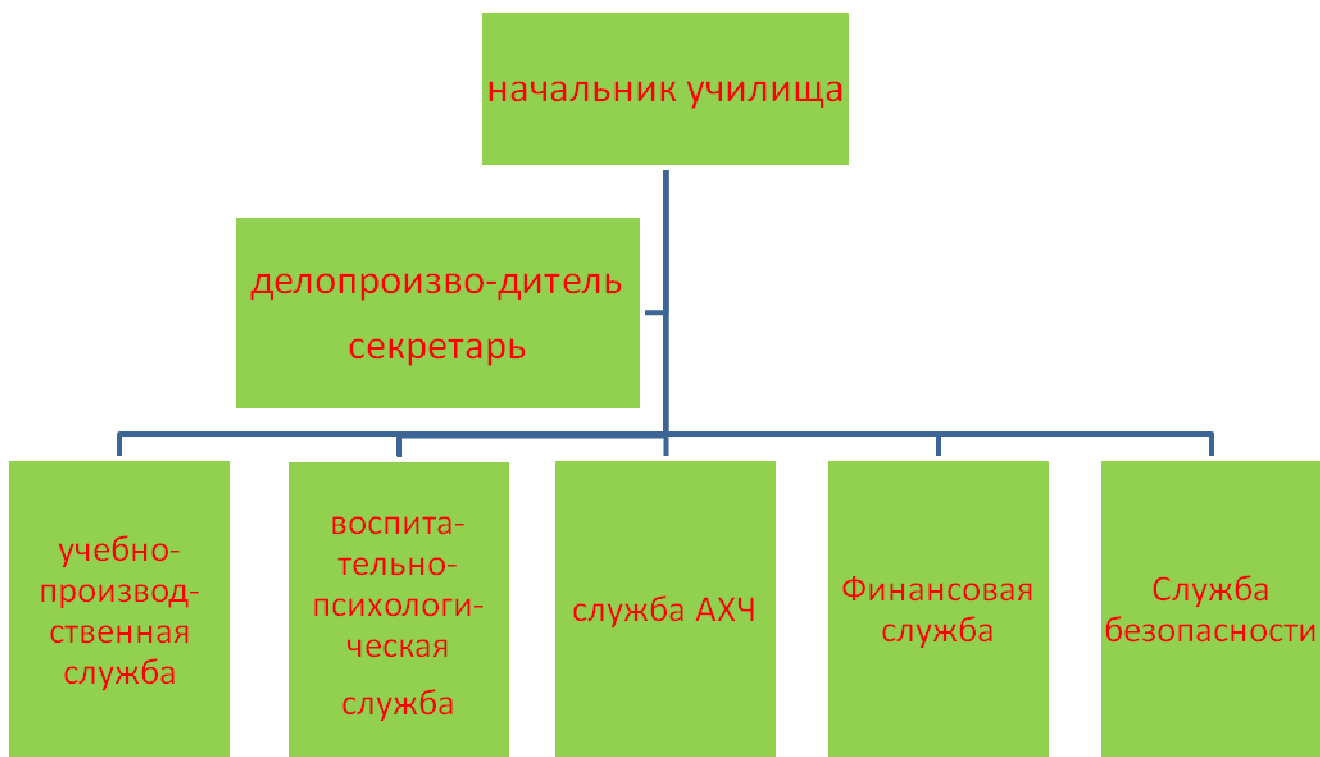 начальник училища
делопроизво-дитель
секретарь
учебно-
производ-
ственная
служба
воспита-
тельно-
психологи-
ческая
служба
служба АХЧ
Финансовая
служба
Служба
безопасности